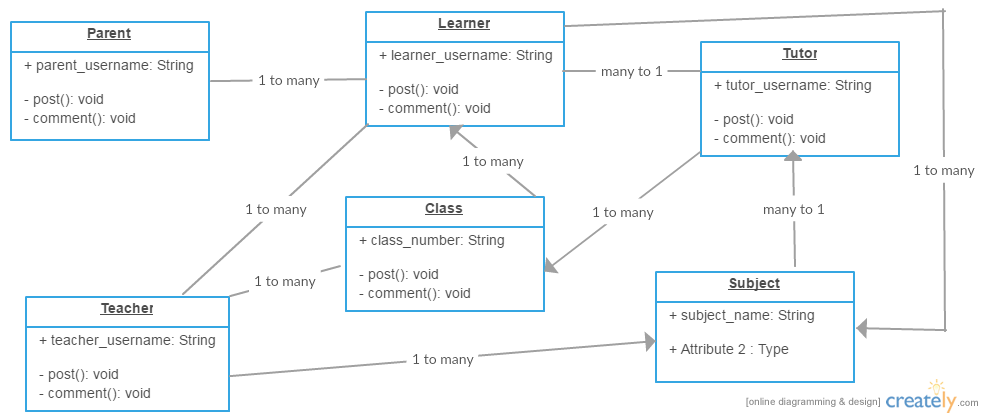 Parent
+ parent_username: String
- post(): void
- comment(): void
1 to many
Learner
+ learner_username: String
- post(): void
- comment(): void
many to 1
Tutor
+ tutor_username: String
- post(): void
- comment(): void
1 to many
1 to many
1 to many
Class
+ class_number: String
- post(): void
- comment(): void
1 to many
many to 1
1 to many
Teacher
+ teacher_username: String
- post(): void
- comment(): void
1 to many
Subject
+ subject_name: String
+ Attribute 2 : Type
[online diagramming & design] creately.com